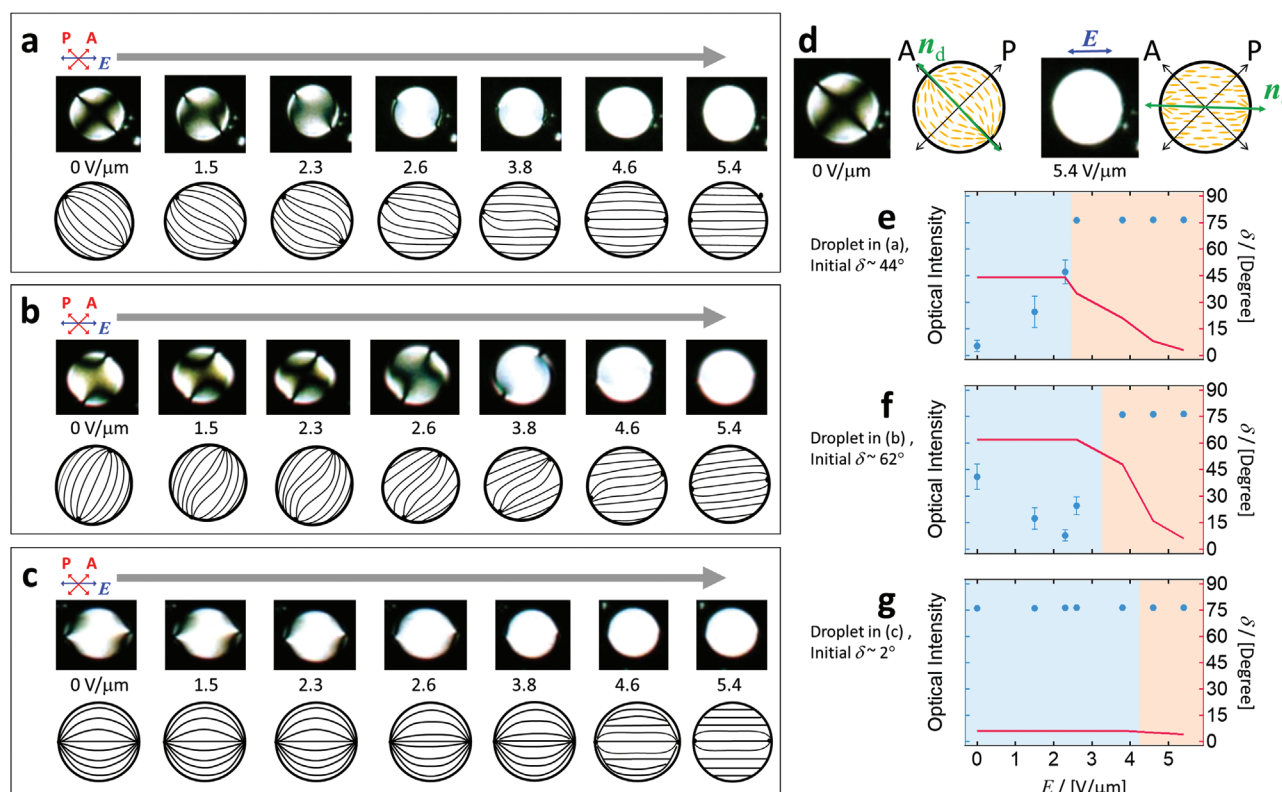 a
P A
E
0 V/μm 1.5 2.3 2.6 3.8 4.6 5.4
b
P A
E
0 V/μm 1.5 2.3 2.6 3.8 4.6 5.4
c
P A
E
0 V/μm 1.5 2.3 2.6 3.8 4.6 5.4
d
A nd P
E
A P
0 V/μm
5.4 V/μm
e
Droplet in (a),
Initial δ~ 44°
Optical Intensity
90
75
60
45
30
15
0
δ / [Degree]
f
Droplet in (b) ,
Initial δ~ 62°
Optical Intensity
90
75
60
45
30
15
0
δ / [Degree]
g
Droplet in (c) ,
Initial δ~ 2°
Optical Intensity
90
75
60
45
30
15
0
δ / [Degree]
0 1 2 3 4 5
E / [V/μm]